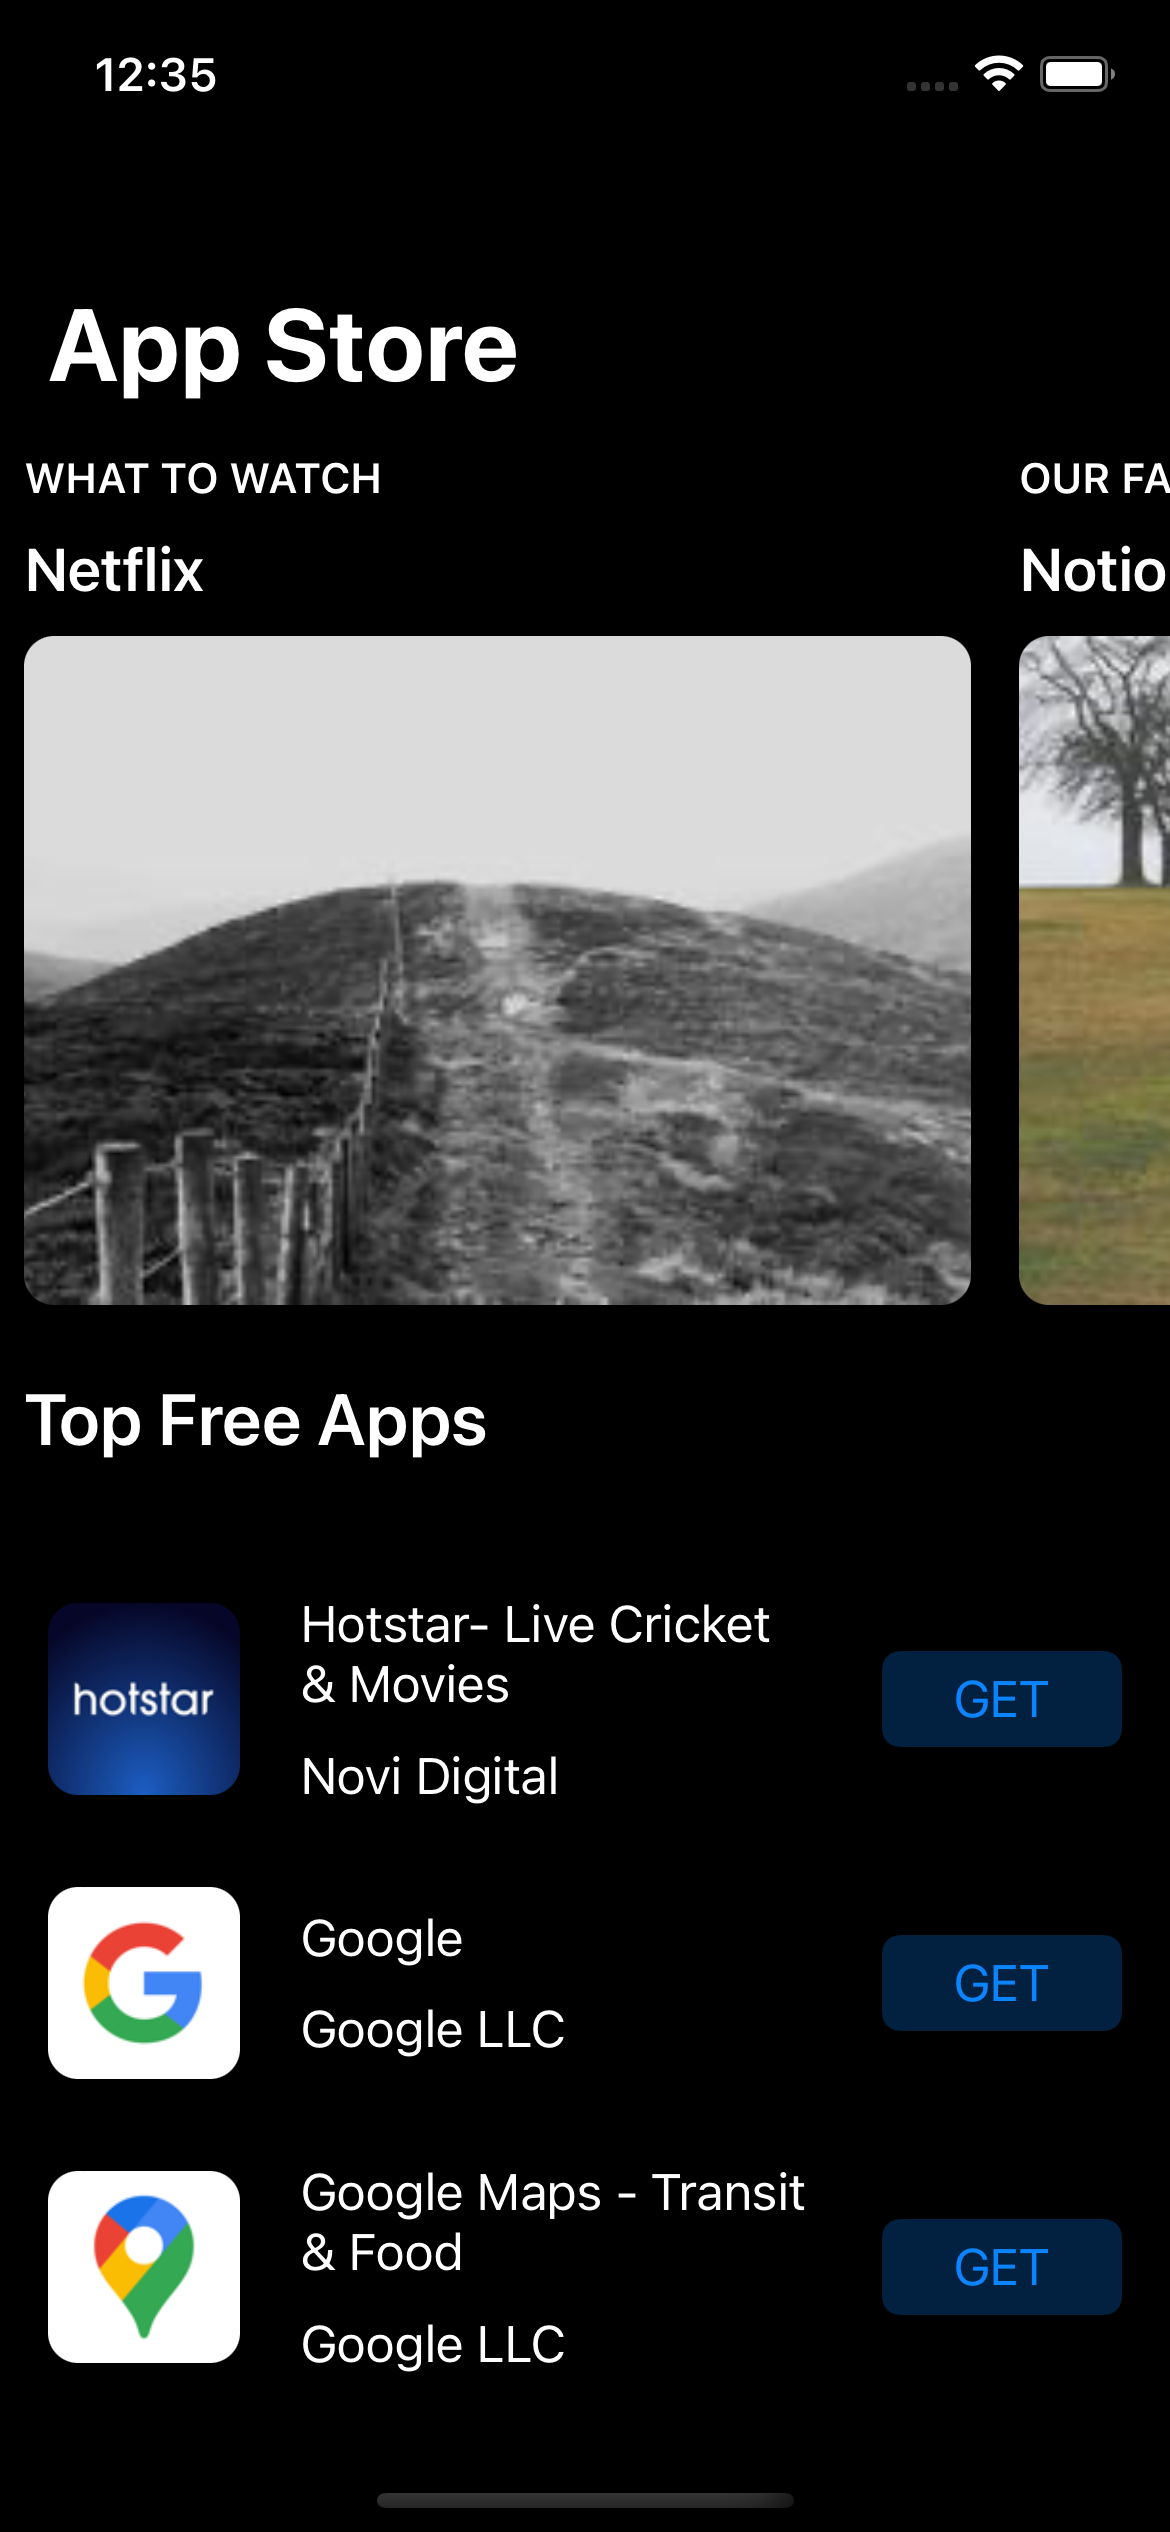 12:35
App Store
WHAT TO WATCH
OUR FA
Netflix
Notio
Top Free Apps
hotstar
Hotstar- Live Cricket
& Movies
Novi Digital
GET
Google
Google LLC
GET
Google Maps - Transit
& Food
Google LLC
GET